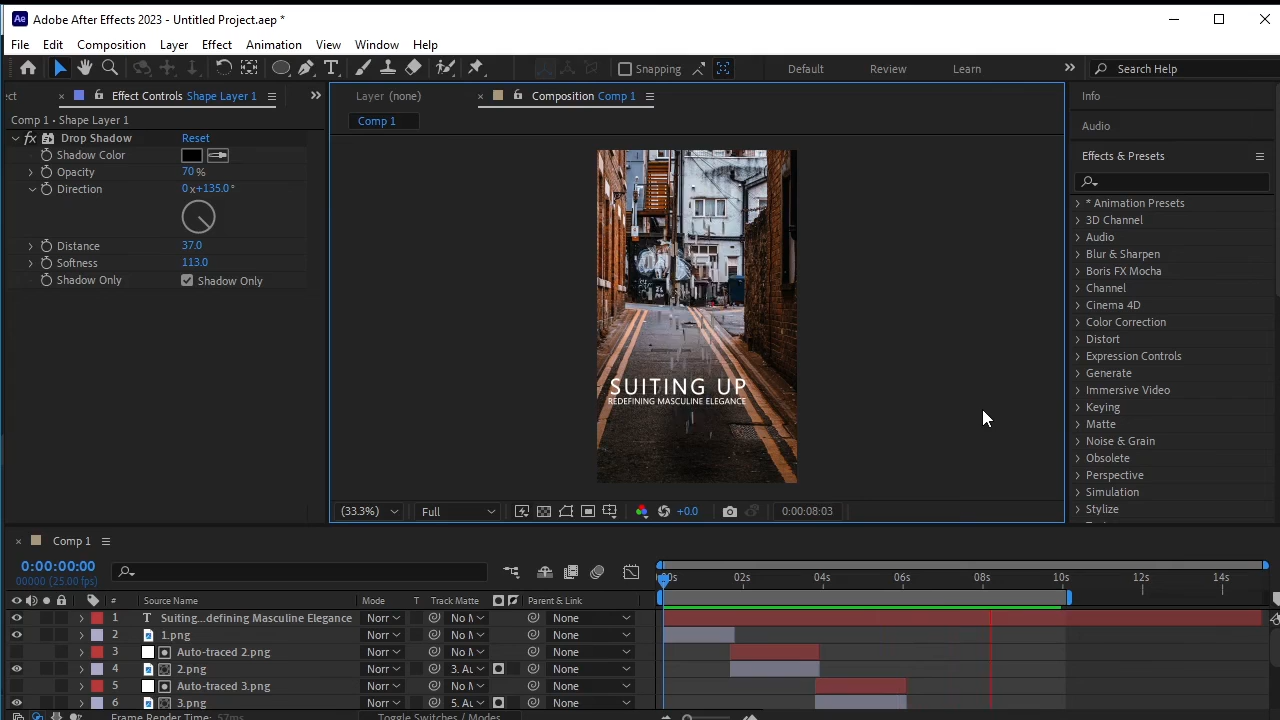 Ae Adobe After Effects 2023 - Untitled Project.aep *
File Edit Composition Layer Effect Animation View Window Help
Snapping Default Review Learn Search Help
Effect Controls Shape Layer 1
Layer (none) Composition Comp 1
Info
Comp 1 • Shape Layer 1
Comp 1
Audio
fx Drop Shadow Reset
Shadow Color
Opacity 70 %
Direction 0 x+135.0 °
Distance 37.0
Softness 113.0
Shadow Only Shadow Only
SUITING UP
REDEFINING MASCULINE ELEGANCE
(33.3%) Full +0.0 0:00:08:03
Effects & Presets
* Animation Presets
3D Channel
Audio
Blur & Sharpen
Boris FX Mocha
Channel
Cinema 4D
Color Correction
Distort
Expression Controls
Generate
Immersive Video
Keying
Matte
Noise & Grain
Obsolete
Perspective
Simulation
Stylize
Comp 1
0:00:00:00
00000 (25.00 fps)
00s 02s 04s 06s 08s 10s 12s 14s
# Source Name Mode T Track Matte Parent & Link
1 T Suiting...defining Masculine Elegance Norr No M None
2 1.png Norr No M None
3 Auto-traced 2.png Norr No M None
4 2.png Norr 3. Au None
5 Auto-traced 3.png Norr No M None
6 3.png Norr 5. Au None
Frame Render Time: 57ms Toggle Switches / Modes